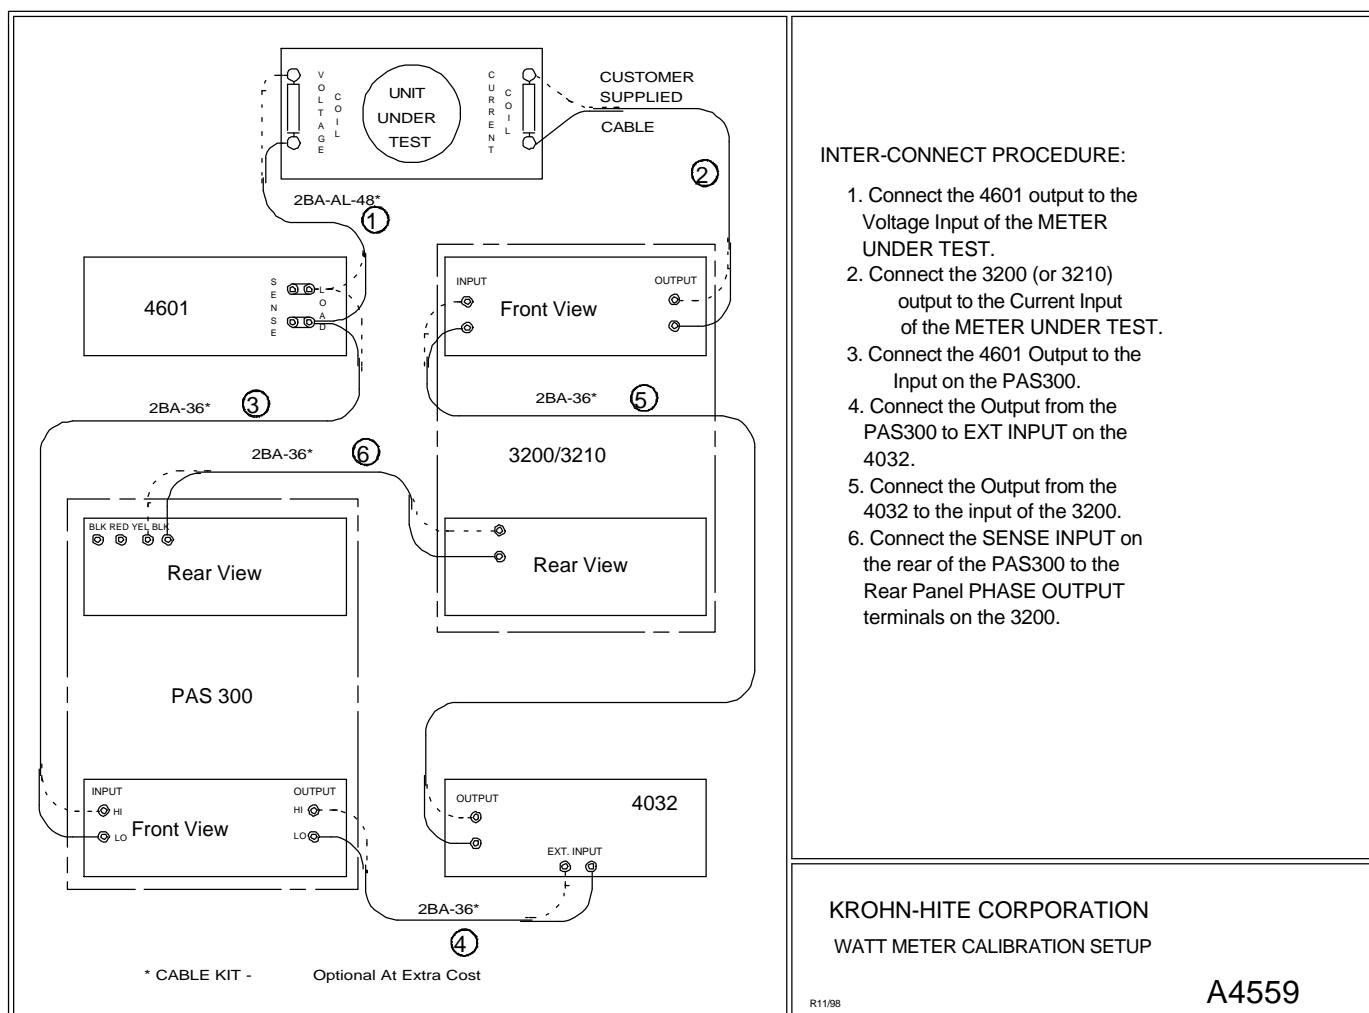 VOLTAGE
COIL
UNIT
UNDER
TEST
CURRENT
COIL
CUSTOMER
SUPPLIED
CABLE
2
2BA-AL-48*
1
4601
SENSE
LOAD
INPUT
OUTPUT
Front View
2BA-36*
3
2BA-36*
5
2BA-36*
6
3200/3210
BLK RED YEL BLK
Rear View
Rear View
PAS 300
INPUT
OUTPUT
HI
HI
LO
Front View
LO
OUTPUT
4032
EXT. INPUT
2BA-36*
4
* CABLE KIT - Optional At Extra Cost
INTER-CONNECT PROCEDURE:
1. Connect the 4601 output to the
Voltage Input of the METER
UNDER TEST.
2. Connect the 3200 (or 3210)
output to the Current Input
of the METER UNDER TEST.
3. Connect the 4601 Output to the
Input on the PAS300.
4. Connect the Output from the
PAS300 to EXT INPUT on the
4032.
5. Connect the Output from the
4032 to the input of the 3200.
6. Connect the SENSE INPUT on
the rear of the PAS300 to the
Rear Panel PHASE OUTPUT
terminals on the 3200.
KROHN-HITE CORPORATION
WATT METER CALIBRATION SETUP
R11/98
A4559